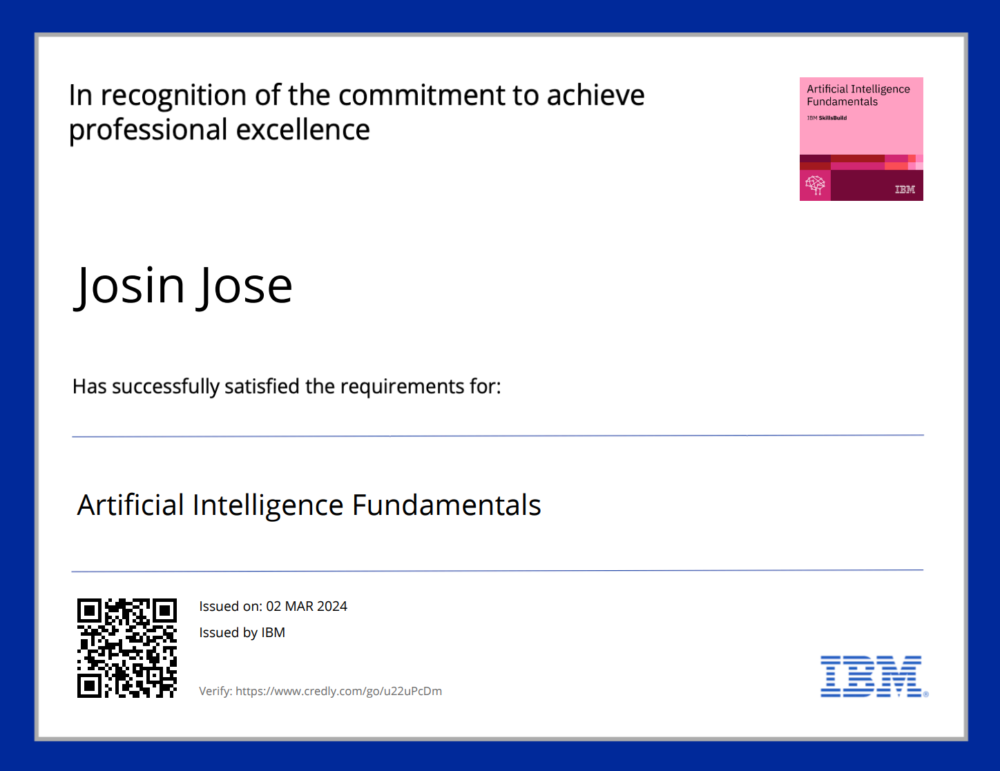 In recognition of the commitment to achieve
professional excellence
Artificial Intelligence
Fundamentals
IBM SkillsBuild
IBM
Josin Jose
Has successfully satisfied the requirements for:
Artificial Intelligence Fundamentals
Issued on: 02 MAR 2024
Issued by IBM
Verify: https://www.credly.com/go/u22uPcDm
IBM®